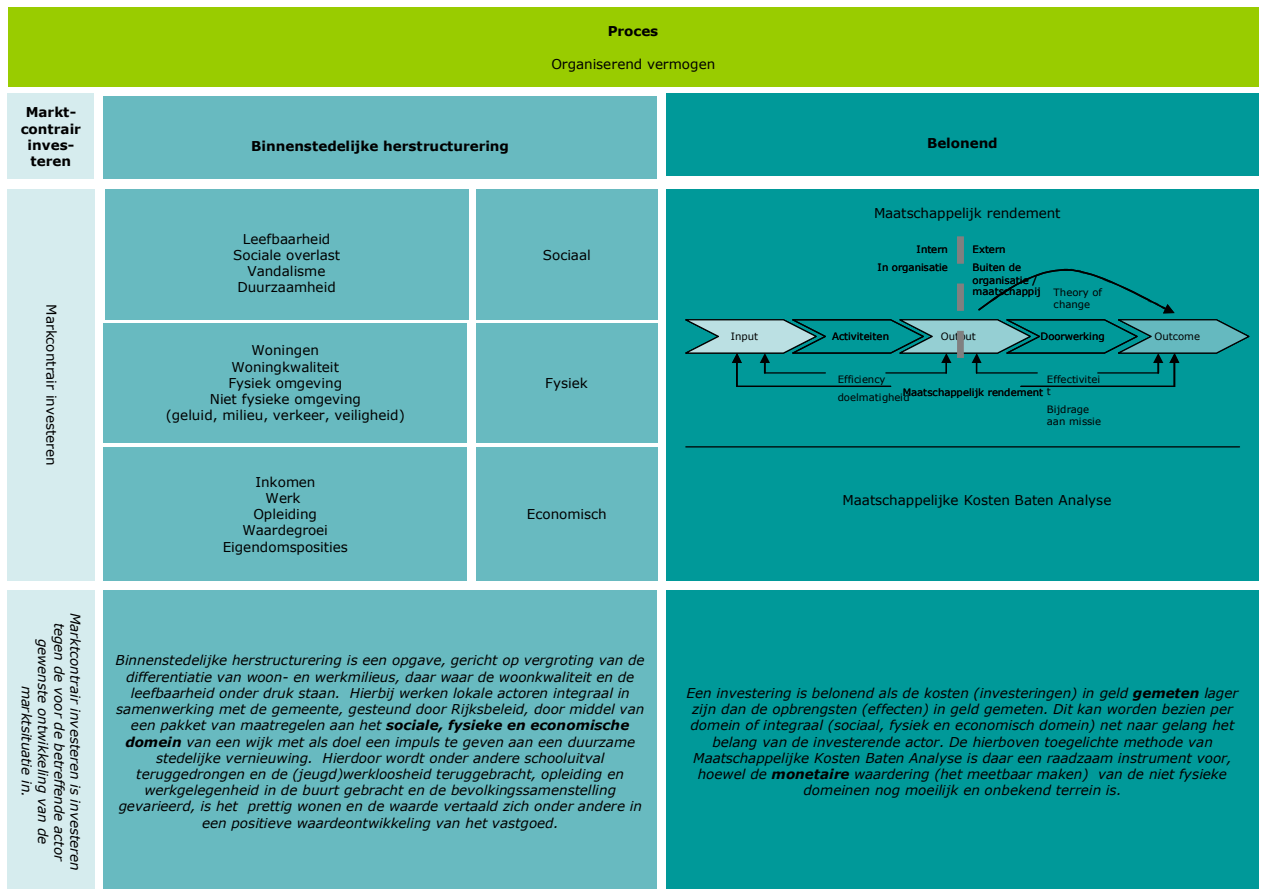 Proces
Organiserend vermogen
Markt-
contrair
inves-
teren
Binnenstedelijke herstructurering
Belonend
Markcontrair investeren
Leefbaarheid
Sociale overlast
Vandalisme
Duurzaamheid
Sociaal
Woningen
Woningkwaliteit
Fysiek omgeving
Niet fysieke omgeving
(geluid, milieu, verkeer, veiligheid)
Fysiek
Inkomen
Werk
Opleiding
Waardegroei
Eigendomsposities
Economisch
Maatschappelijk rendement
Intern
Extern
In organisatie
Buiten de
organisatie /
maatschappij
Theory of
change
Input
Activiteiten
Output
Doorwerking
Outcome
Efficiency
doelmatigheid
Maatschappelijk rendement
Effectivitei
t
Bijdrage
aan missie
Maatschappelijke Kosten Baten Analyse
Marktcontrair investeren is investeren
tegen de voor de betreffende actor
gewenste ontwikkeling van de
marktsituatie in.
Binnenstedelijke herstructurering is een opgave, gericht op vergroting van de
differentiatie van woon- en werkmilieus, daar waar de woonkwaliteit en de
leefbaarheid onder druk staan. Hierbij werken lokale actoren integraal in
samenwerking met de gemeente, gesteund door Rijksbeleid, door middel van
een pakket van maatregelen aan het sociale, fysieke en economische
domein van een wijk met als doel een impuls te geven aan een duurzame
stedelijke vernieuwing. Hierdoor wordt onder andere schooluitval
teruggedrongen en de (jeugd)werkloosheid teruggebracht, opleiding en
werkgelegenheid in de buurt gebracht en de bevolkingssamenstelling
gevarieerd, is het prettig wonen en de waarde vertaald zich onder andere in
een positieve waardeontwikkeling van het vastgoed.
Een investering is belonend als de kosten (investeringen) in geld gemeten lager
zijn dan de opbrengsten (effecten) in geld gemeten. Dit kan worden bezien per
domein of integraal (sociaal, fysiek en economisch domein) net naar gelang het
belang van de investerende actor. De hierboven toegelichte methode van
Maatschappelijke Kosten Baten Analyse is daar een raadzaam instrument voor,
hoewel de monetaire waardering (het meetbaar maken) van de niet fysieke
domeinen nog moeilijk en onbekend terrein is.